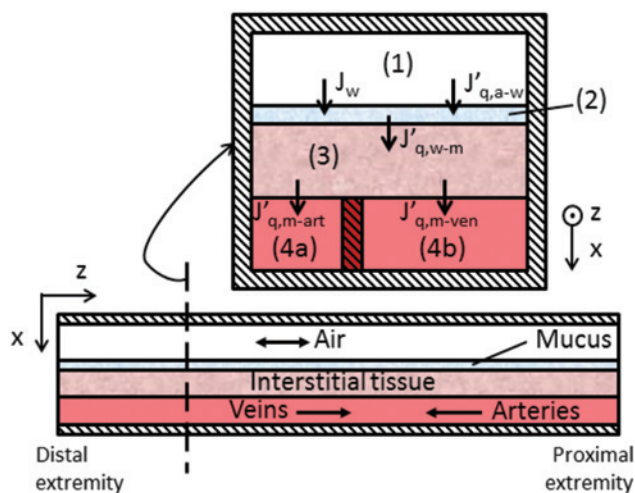 (1)
J_w
J'_q,a-w
(2)
(3)
J'_q,w-m
J'_q,m-art
J'_q,m-ven
(4a)
(4b)
z
x
z
x
Air
Mucus
Interstitial tissue
Veins
Arteries
Distal
extremity
Proximal
extremity